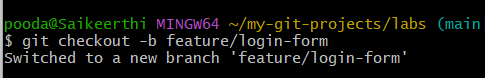 pooda@Saikeerthi MINGW64 ~/my-git-projects/labs (main
$ git checkout -b feature/login-form
Switched to a new branch 'feature/login-form'